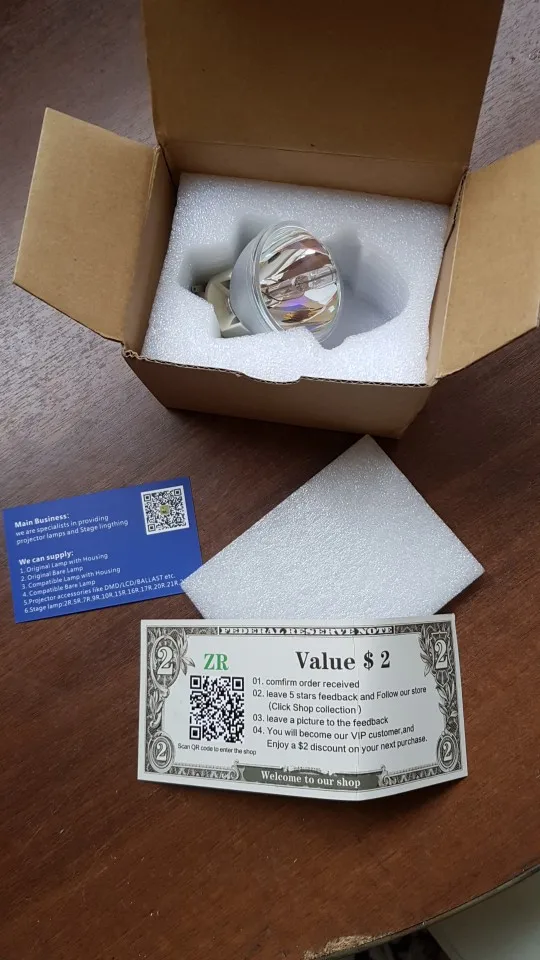 Main Business:
we are specialists in providing
projector lamps and Stage lingthing
We can supply:
1. Original Lamp with Housing
2. Original Bare Lamp
3. Compatible Lamp with Housing
4. Compatible Bare Lamp
5.Projector accessories like DMD/LCD/BALLAST etc.
6.Stage lamp:2R.5R.7R.9R.10R.15R.16R.17R.20R.21R.
FEDERAL RESERVE NOTE
2
2
ZR
Value $ 2
01. comfirm order received
02. leave 5 stars feedback and Follow our store
(Click Shop collection )
03. leave a picture to the feedback
04. You will become our VIP customer,and
Enjoy a $2 discount on your next purchase.
Scan QR code to enter the shop
2
2
Welcome to our shop